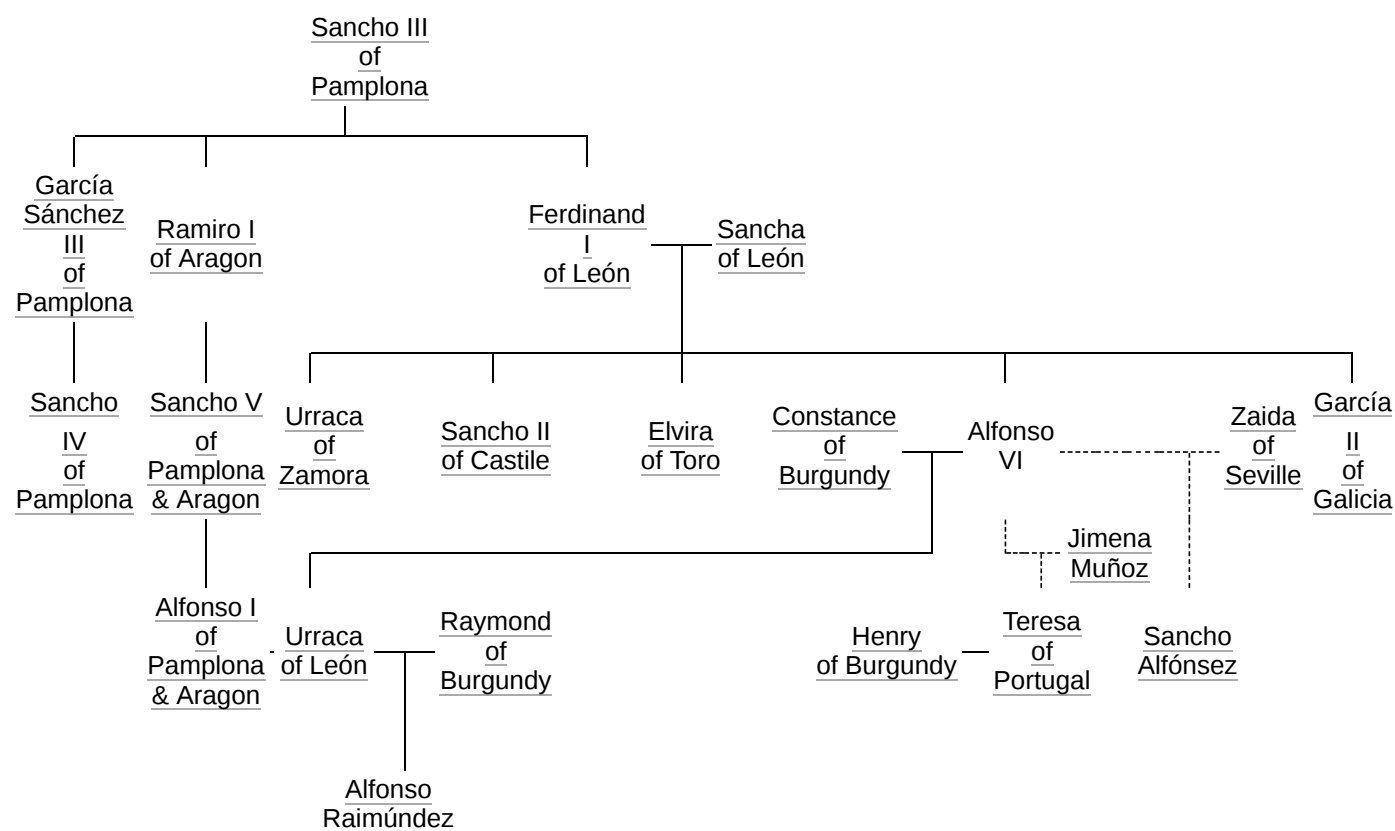 Sancho III
of
Pamplona
García
Sánchez
III
of
Pamplona
Ramiro I
of Aragon
Ferdinand
I
of León
Sancha
of León
Sancho
IV
of
Pamplona
Sancho V
of
Pamplona
& Aragon
Urraca
of
Zamora
Sancho II
of Castile
Elvira
of Toro
Constance
of
Burgundy
Alfonso
VI
Zaida
of
Seville
García
II
of
Galicia
Jimena
Muñoz
Alfonso I
of
Pamplona
& Aragon
Urraca
of León
Raymond
of
Burgundy
Henry
of Burgundy
Teresa
of
Portugal
Sancho
Alfónsez
Alfonso
Raimúndez